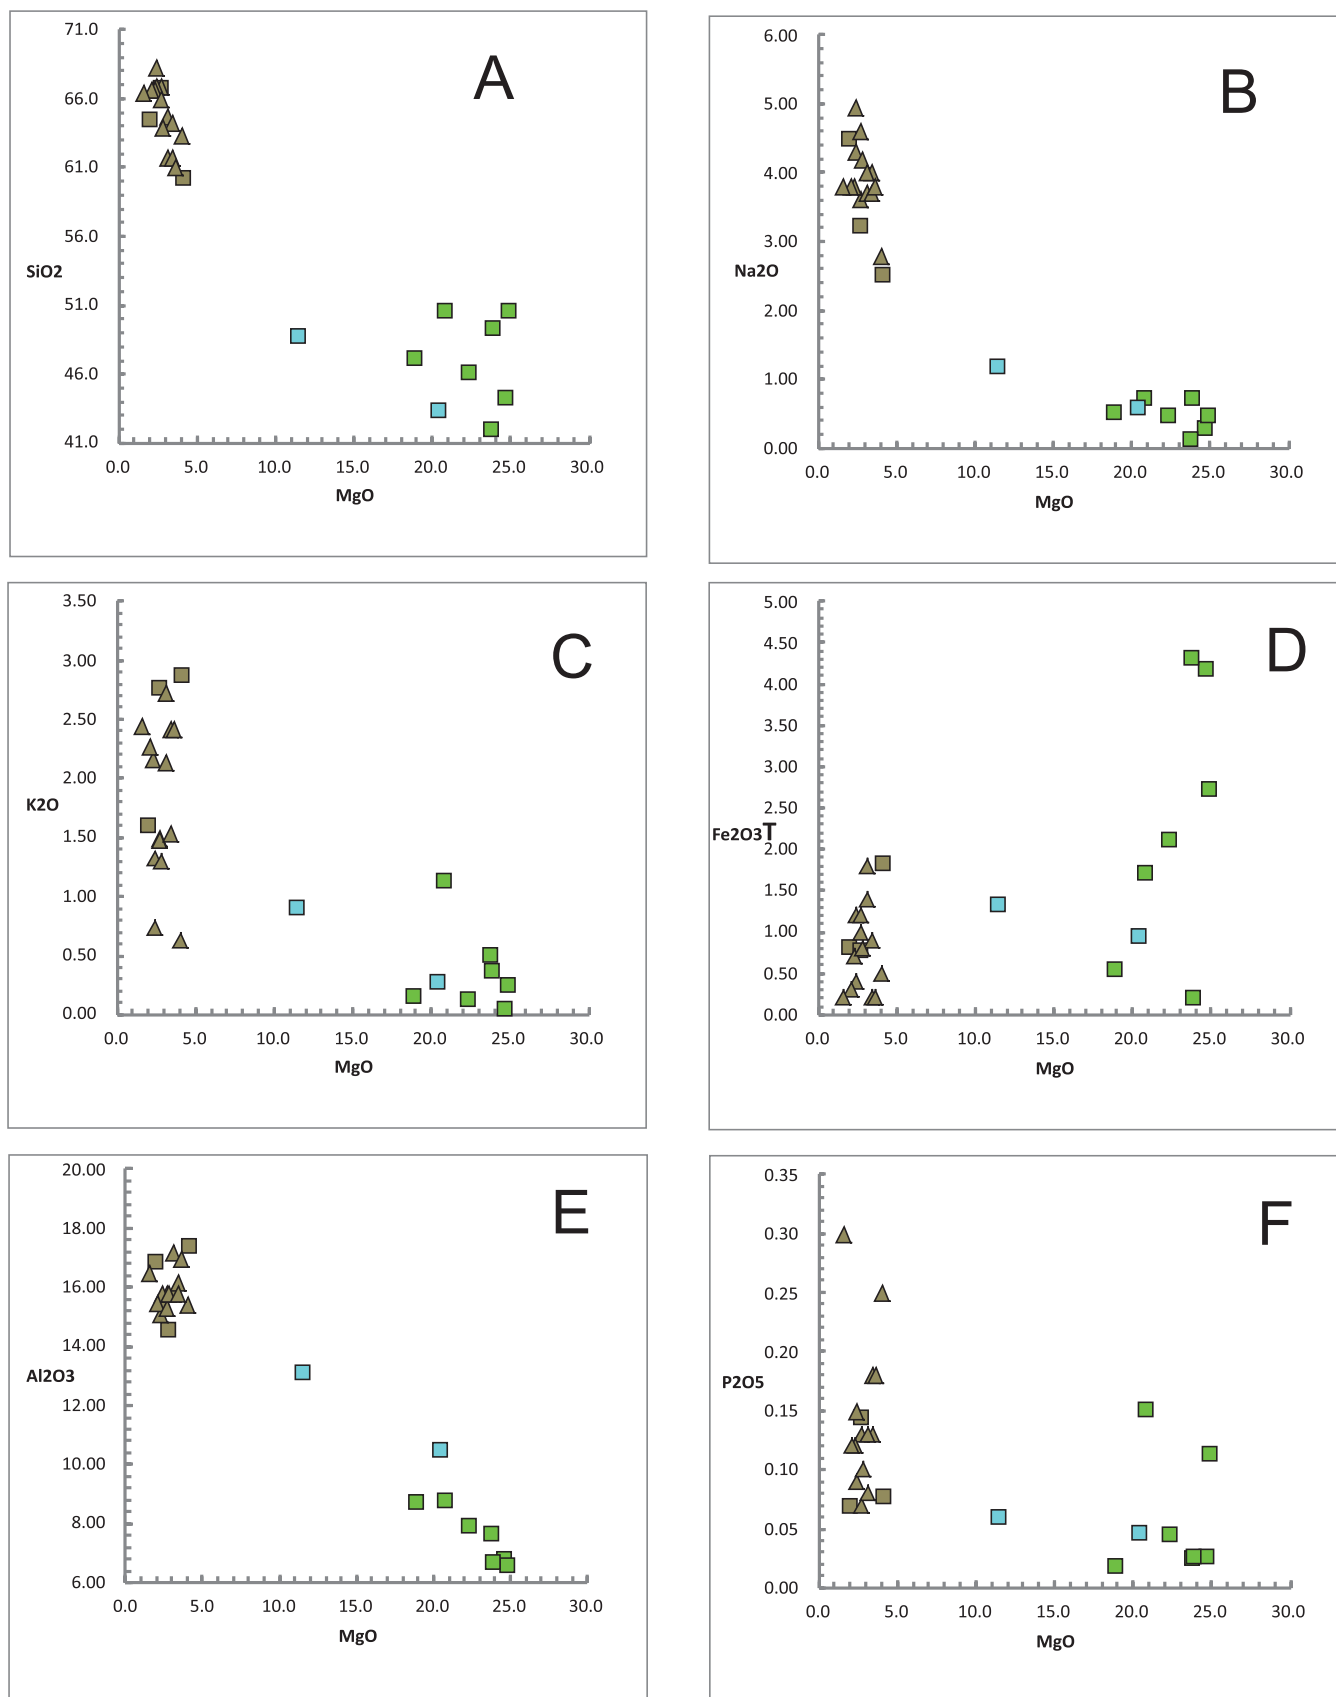 A
71.0
66.0
61.0
56.0
SiO2
51.0
46.0
41.0
0.0 5.0 10.0 15.0 20.0 25.0 30.0
MgO
B
6.00
5.00
4.00
3.00
Na2O
2.00
1.00
0.00
0.0 5.0 10.0 15.0 20.0 25.0 30.0
MgO
C
3.50
3.00
2.50
2.00
K2O
1.50
1.00
0.50
0.00
0.0 5.0 10.0 15.0 20.0 25.0 30.0
MgO
D
5.00
4.50
4.00
3.50
3.00
2.50
Fe2O3T
2.00
1.50
1.00
0.50
0.00
0.0 5.0 10.0 15.0 20.0 25.0 30.0
MgO
E
20.00
18.00
16.00
14.00
Al2O3
12.00
10.00
8.00
6.00
0.0 5.0 10.0 15.0 20.0 25.0 30.0
MgO
F
0.35
0.30
0.25
0.20
P2O5
0.15
0.10
0.05
0.00
0.0 5.0 10.0 15.0 20.0 25.0 30.0
MgO